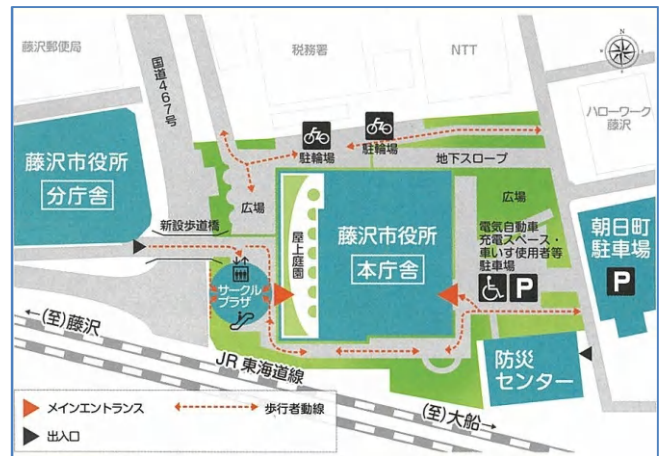 藤沢郵便局
税務署
NTT
国道467号
ハローワーク
藤沢
駐輪場
駐輪場
地下スロープ
藤沢市役所
分庁舎
広場
広場
新設歩道橋
屋上庭園
藤沢市役所
本庁舎
電気自動車
充電スペース・
車いす使用者等
駐車場
P
朝日町
駐車場
P
サークル
プラザ
←(至)藤沢
JR東海道線
防災
センター
(至)大船→
メインエントランス
歩行者動線
出入口